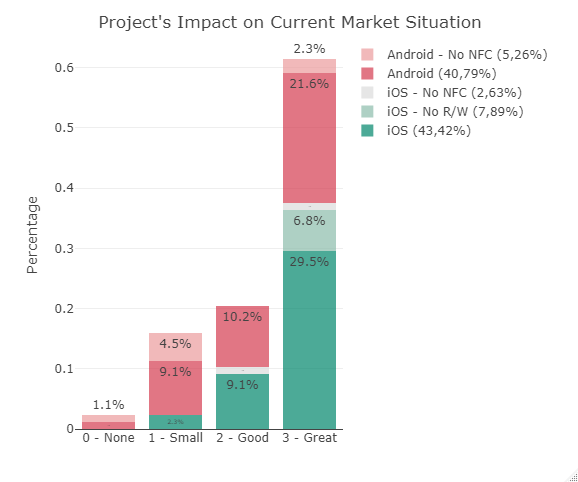 Project's Impact on Current Market Situation
2.3%
Android - No NFC (5,26%)
Android (40,79%)
iOS - No NFC (2,63%)
iOS - No R/W (7,89%)
iOS (43,42%)
0.6
21.6%
0.5
0.4
Percentage
6.8%
0.3
29.5%
0.2
10.2%
4.5%
0.1
9.1%
9.1%
1.1%
2.3%
0
0 - None
1 - Small
2 - Good
3 - Great